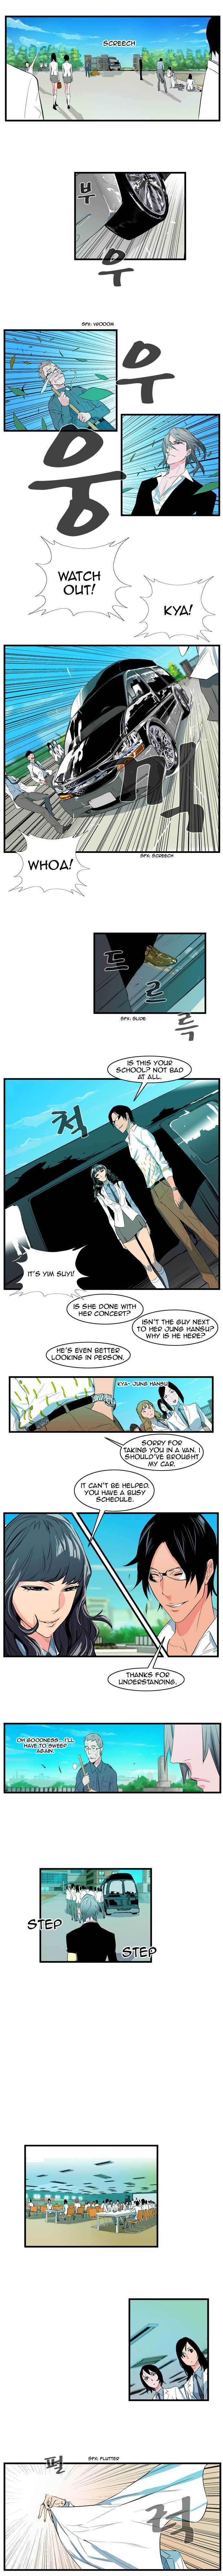 SCREECH
부
우
SFX: VROOOM
우
웅
WATCH
OUT!
KYA!
끼
익
SFX: SCREECH
WHOA!
드
르
륵
SFX: SLIDE
IS THIS YOUR
SCHOOL? NOT BAD
AT ALL.
척
IT'S YIM SUYI!
IS SHE DONE WITH
HER CONCERT?
ISN'T THE GUY NEXT
TO HER JUNG HANSU?
WHY IS HE HERE?
HE'S EVEN BETTER
LOOKING IN PERSON.
KYA~ JUNG HANSU
SORRY FOR
TAKING YOU IN A VAN. I
SHOULD'VE BROUGHT
MY CAR.
IT CAN'T BE HELPED.
YOU HAVE A BUSY
SCHEDULE.
THANKS FOR
UNDERSTANDING.
OH GOODNESS... I'LL
HAVE TO SWEEP
AGAIN.
STEP
STEP
펄
SFX: FLUTTER
럭